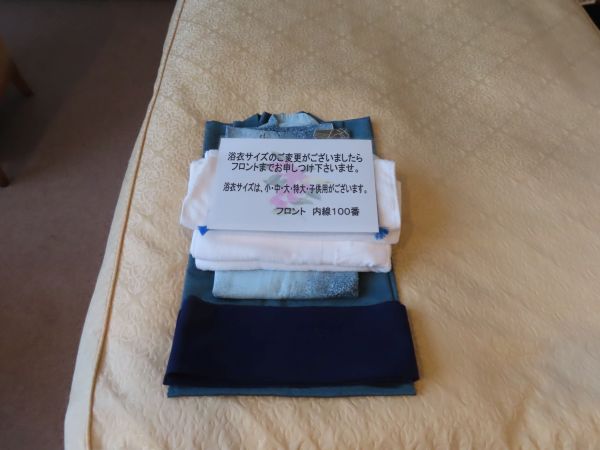 浴衣サイズのご変更がございましたら
フロントまでお申しつけ下さいませ。
浴衣サイズは、小・中・大・特大・子供用がございます。
フロント 内線100番